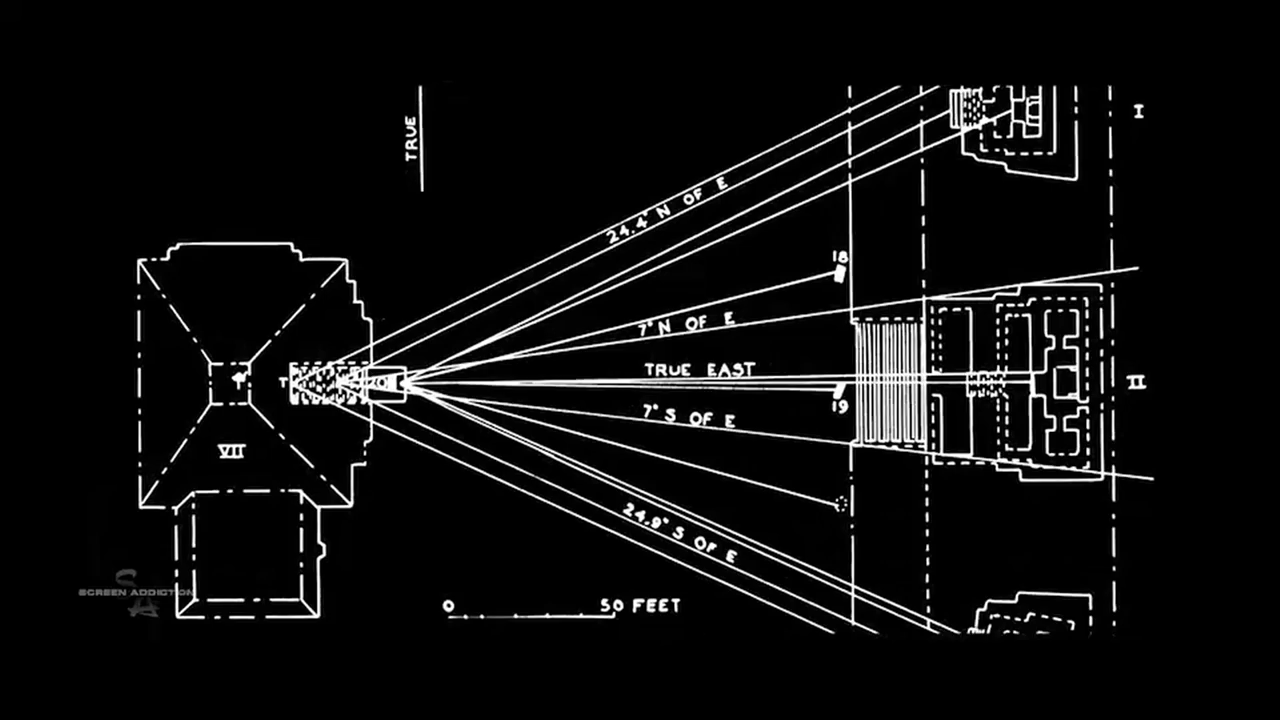 I
TRUE
24.4° N OF E
18
7° N OF E
TRUE EAST
II
T
19
7° S OF E
VII
24.9° S OF E
SCREEN ADDICTION
SA
0 50 FEET